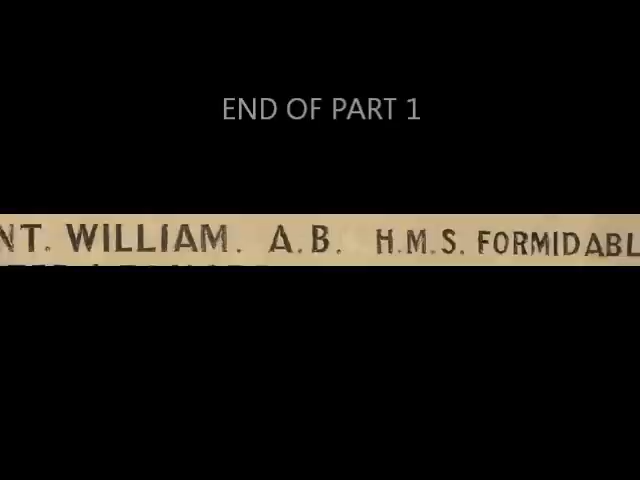 END OF PART 1
NT. WILLIAM. A.B. H.M.S. FORMIDABL